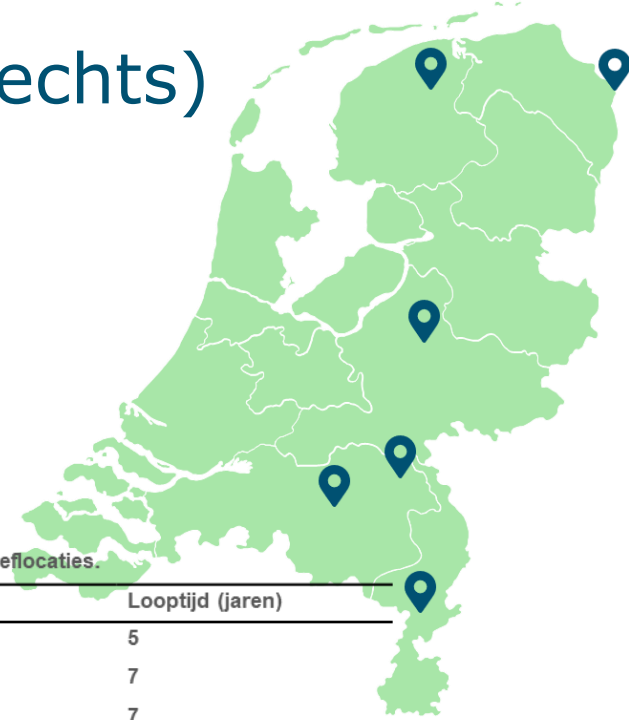 echts)
eflocaties.
Looptijd (jaren)
5
7
7